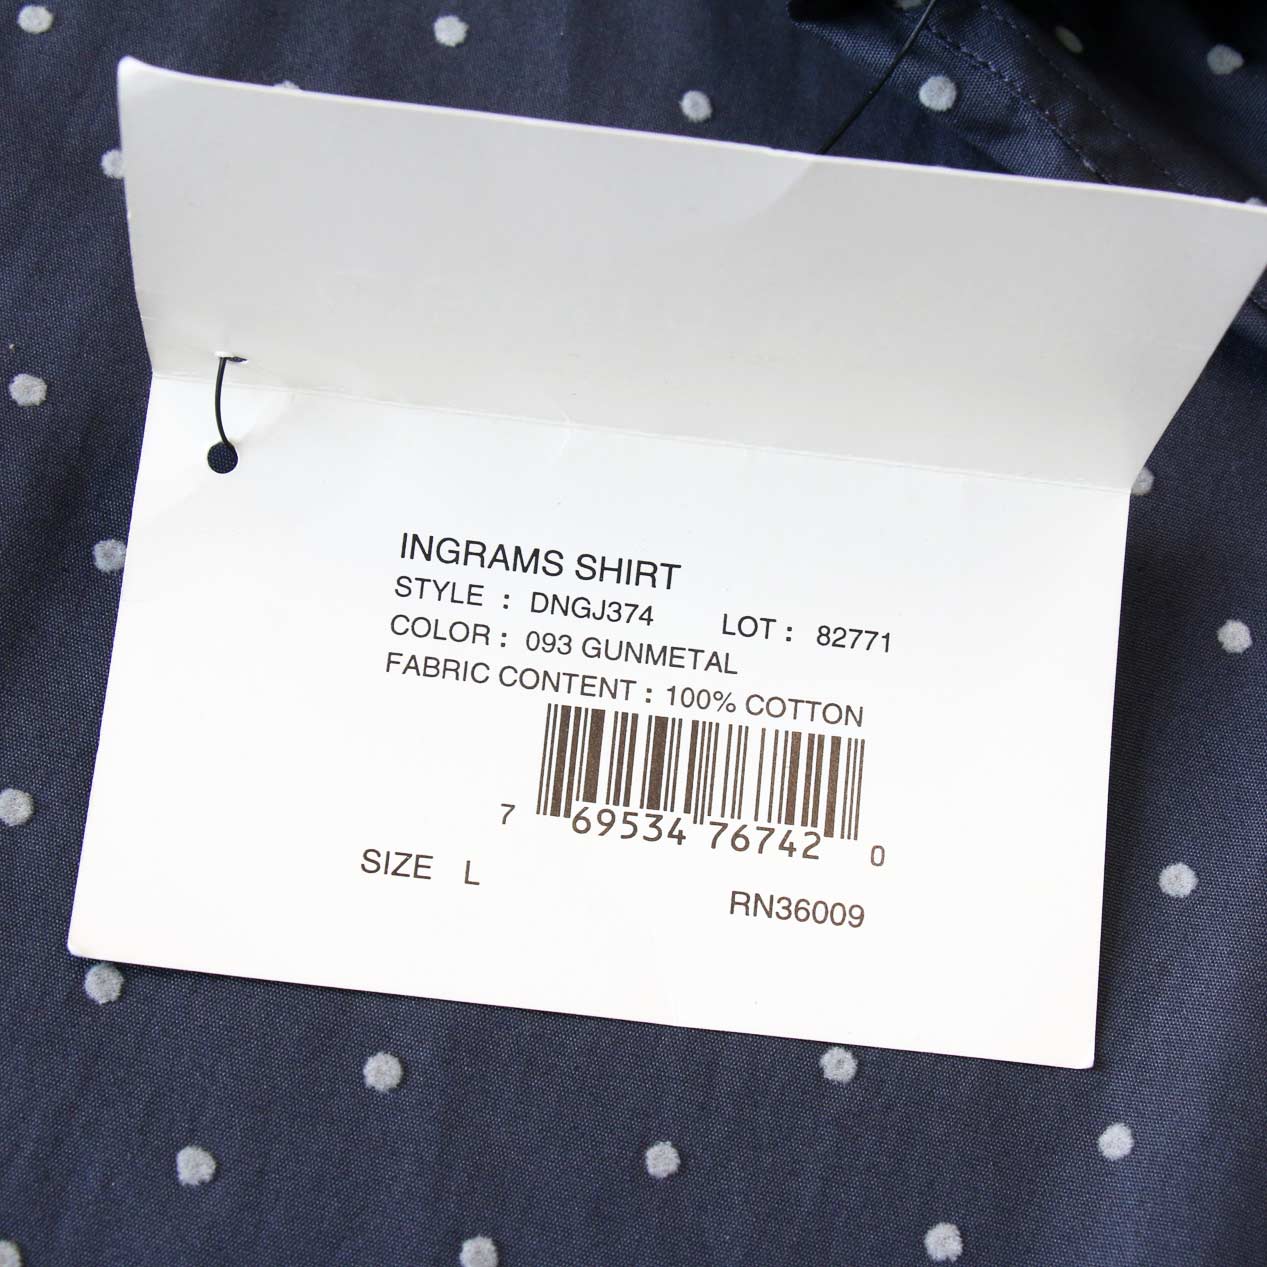 INGRAMS SHIRT
STYLE : DNGJ374 LOT : 82771
COLOR : 093 GUNMETAL
FABRIC CONTENT : 100% COTTON
7 69534 76742 0
SIZE L
RN36009